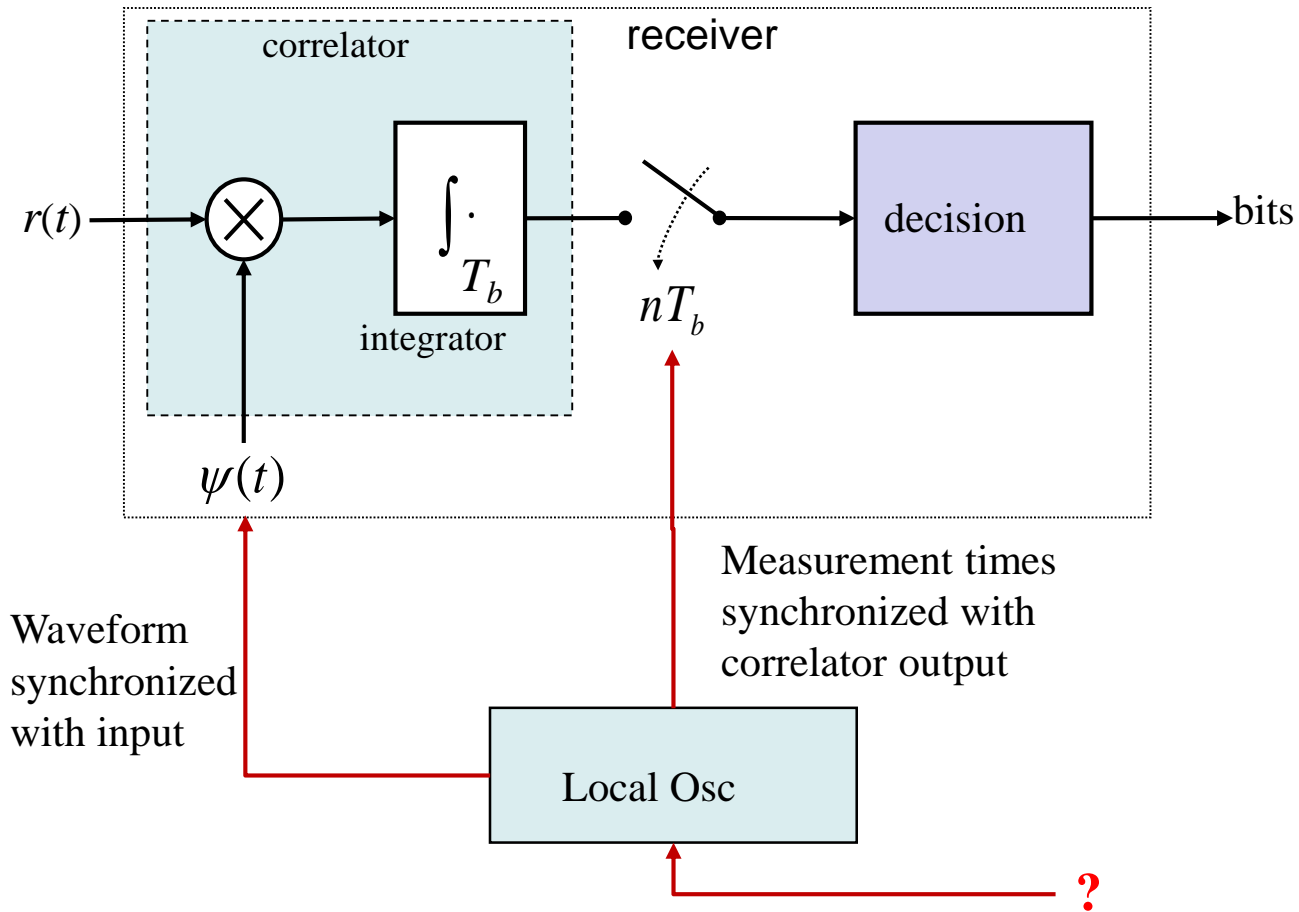 receiver
correlator
r(t)
∫ ·
T_b
integrator
nT_b
decision
bits
ψ(t)
Waveform
synchronized
with input
Measurement times
synchronized with
correlator output
Local Osc
?